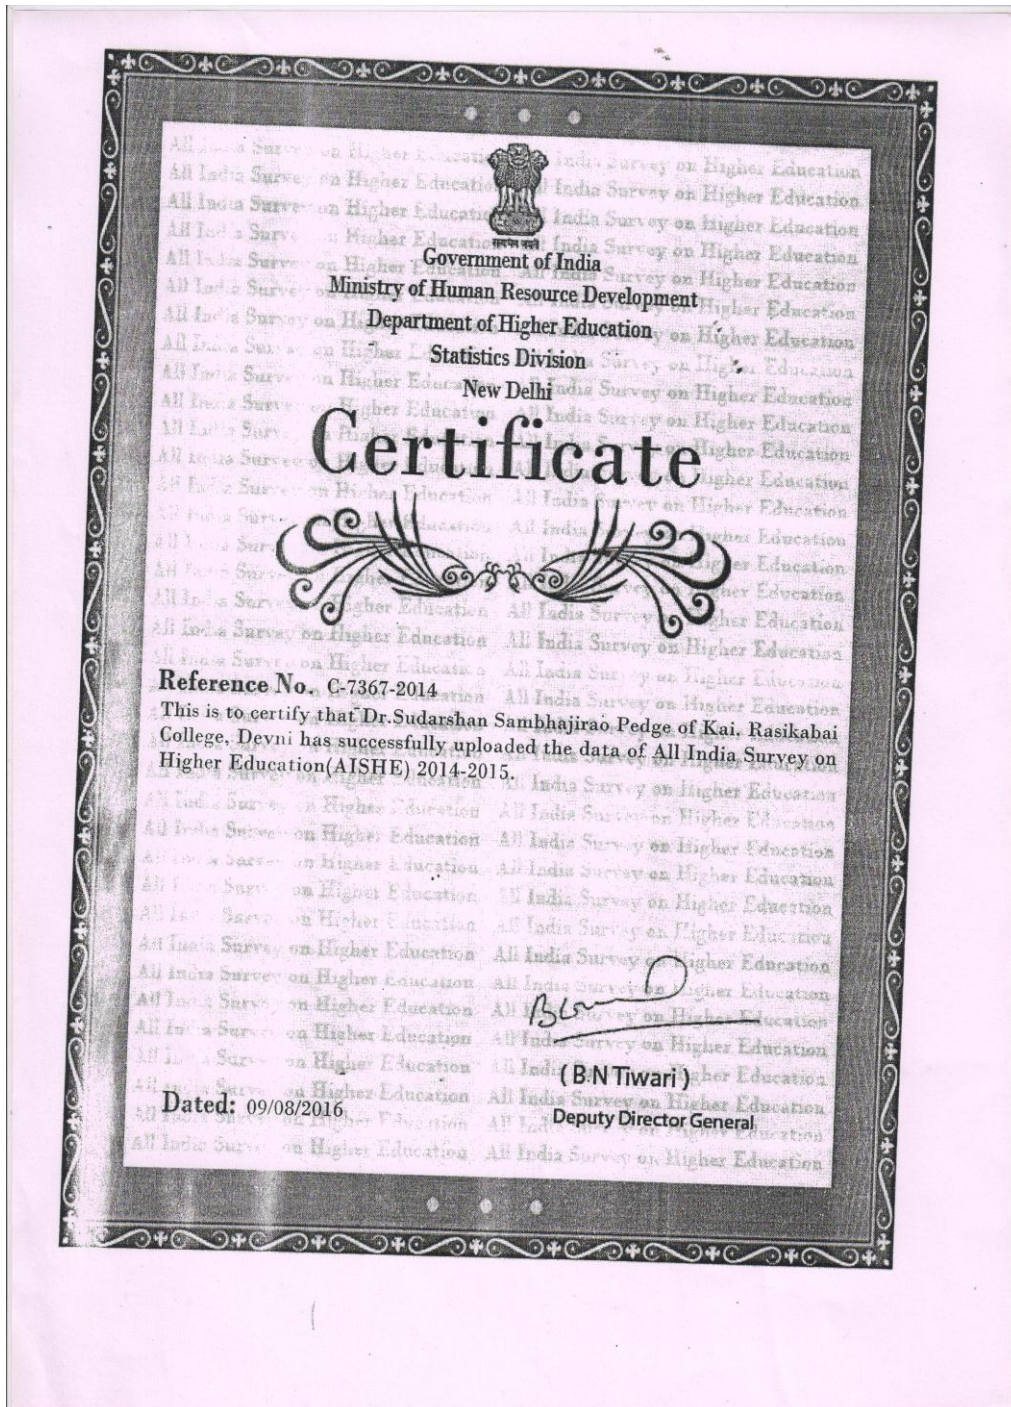 सत्यमेव जयते
Government of India
Ministry of Human Resource Development
Department of Higher Education
Statistics Division
New Delhi
Certificate
Reference No. C-7367-2014
This is to certify that Dr.Sudarshan Sambhajirao Pedge of Kai. Rasikabai
College, Devni has successfully uploaded the data of All India Survey on
Higher Education(AISHE) 2014-2015.
( B.N Tiwari )
Dated: 09/08/2016
Deputy Director General